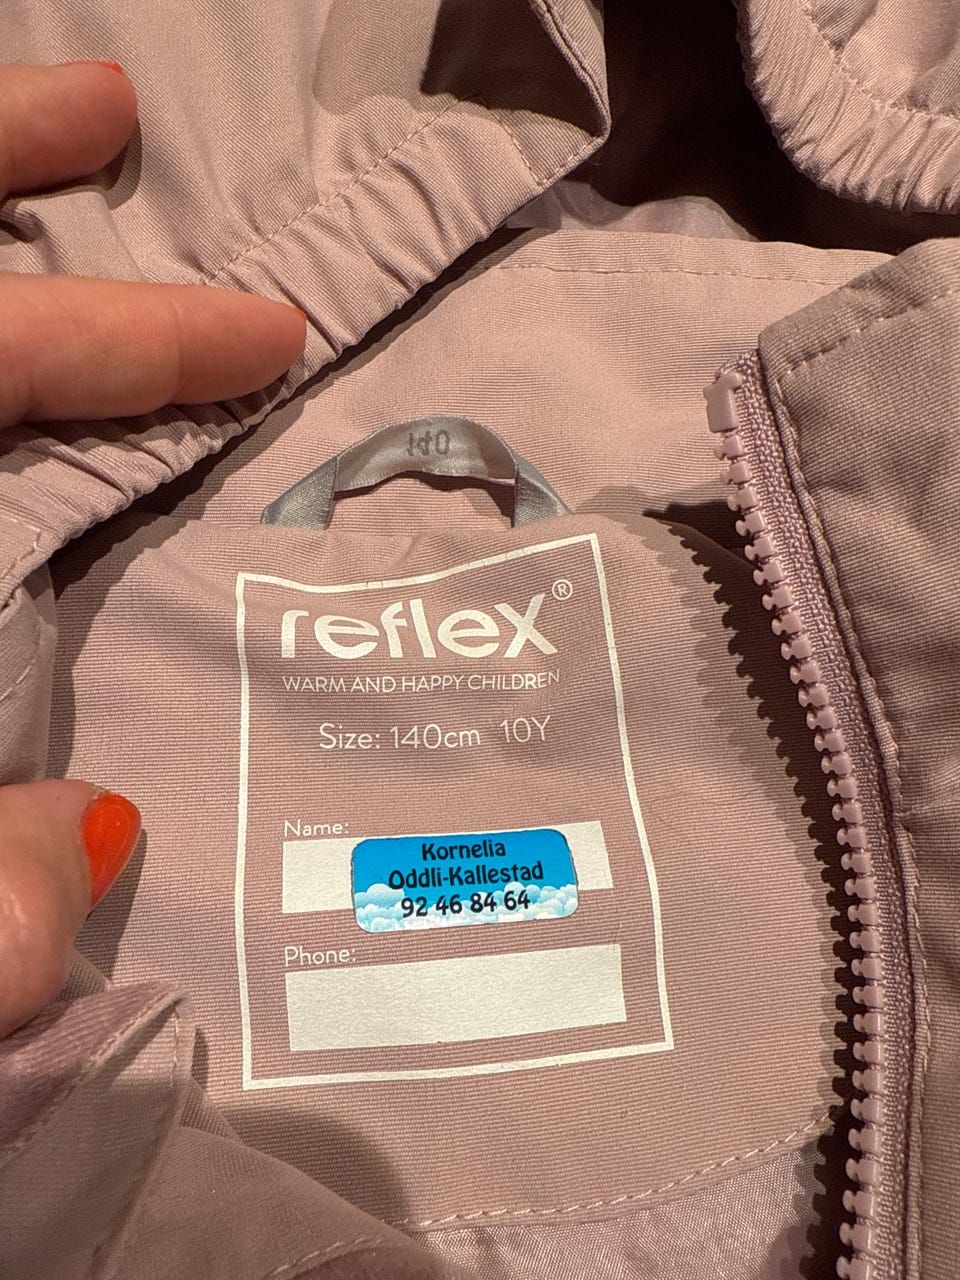 140
reflex®
WARM AND HAPPY CHILDREN
Size: 140cm 10Y
Name:
Kornelia
Oddli-Kallestad
92 46 84 64
Phone: